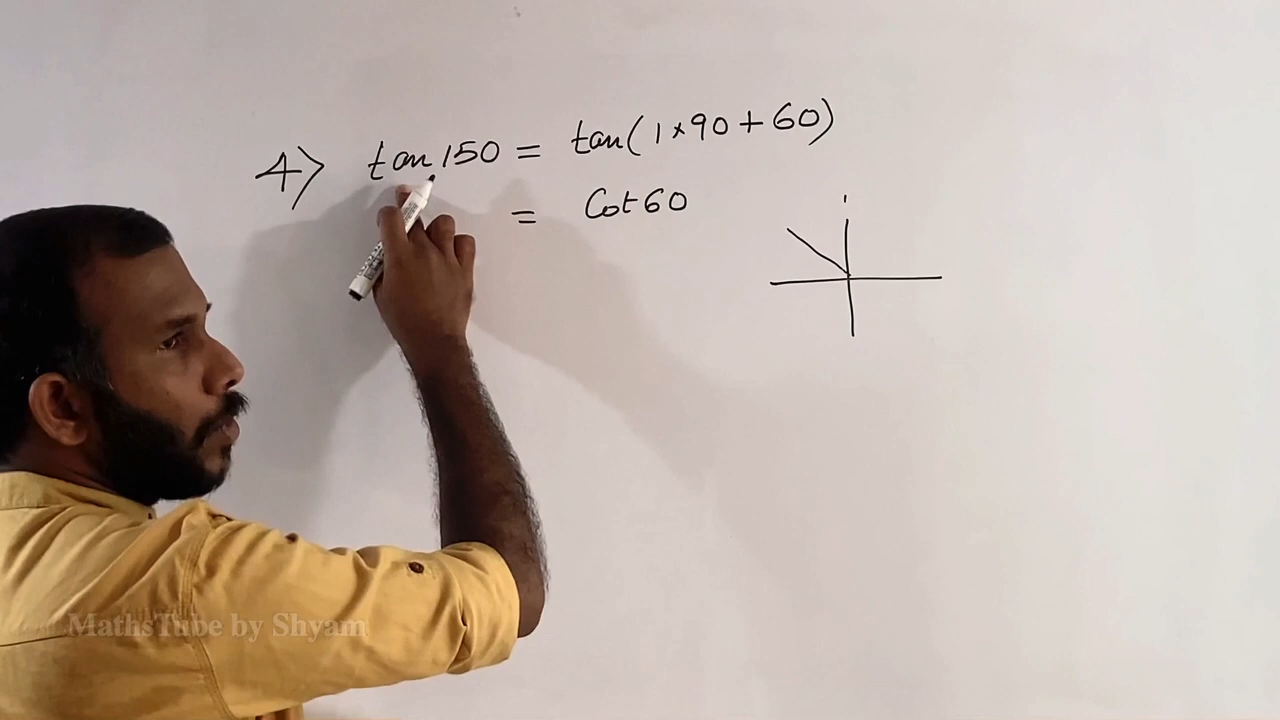 4) tan 150 = tan(1×90+60)
= Cot 60
MathsTube by Shyam